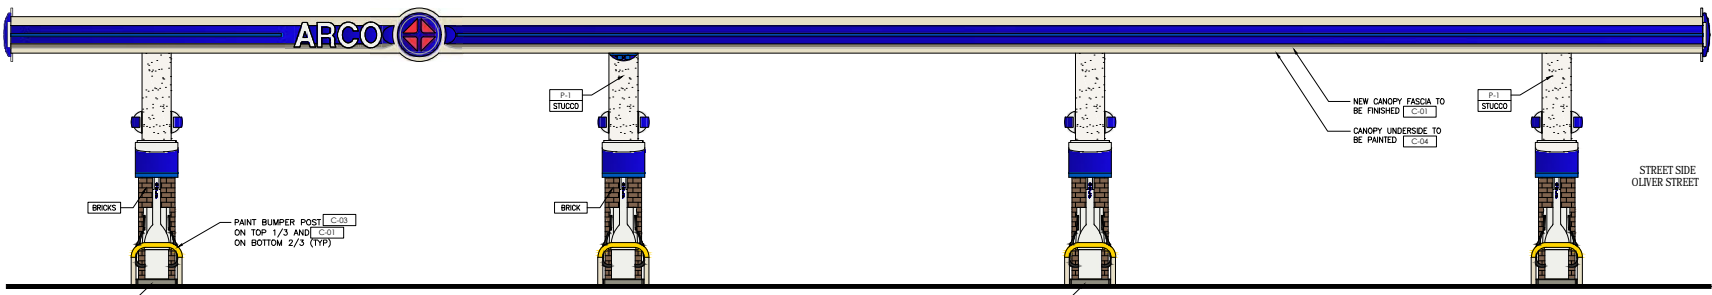 ARCO
P-1
STUCCO
NEW CANOPY FASCIA TO
BE FINISHED C-01
CANOPY UNDERSIDE TO
BE PAINTED C-04
P-1
STUCCO
STREET SIDE
OLIVER STREET
BRICKS
BRICK
PAINT BUMPER POST C-03
ON TOP 1/3 AND C-01
ON BOTTOM 2/3 (TYP)